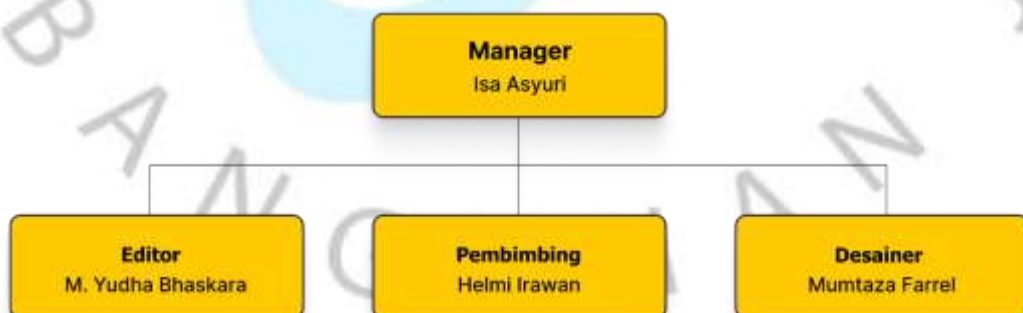 Manager
Isa Asyuri
Editor
M. Yudha Bhaskara
Pembimbing
Helmi Irawan
Desainer
Mumtaza Farrel